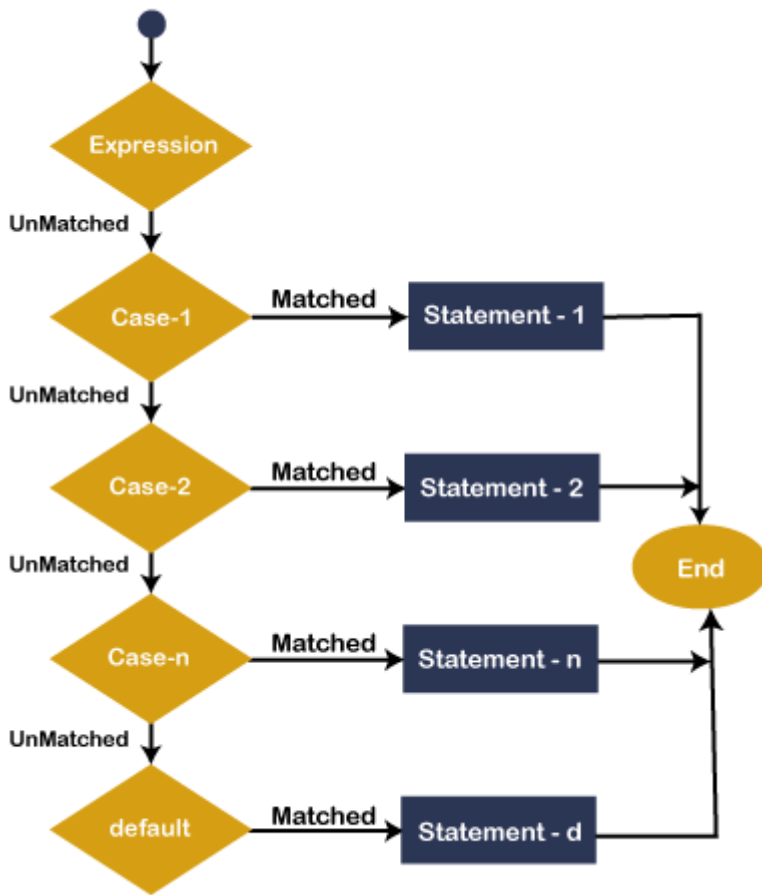 Expression
UnMatched
Case-1
Matched
Statement - 1
UnMatched
Case-2
Matched
Statement - 2
UnMatched
End
Case-n
Matched
Statement - n
UnMatched
default
Matched
Statement - d